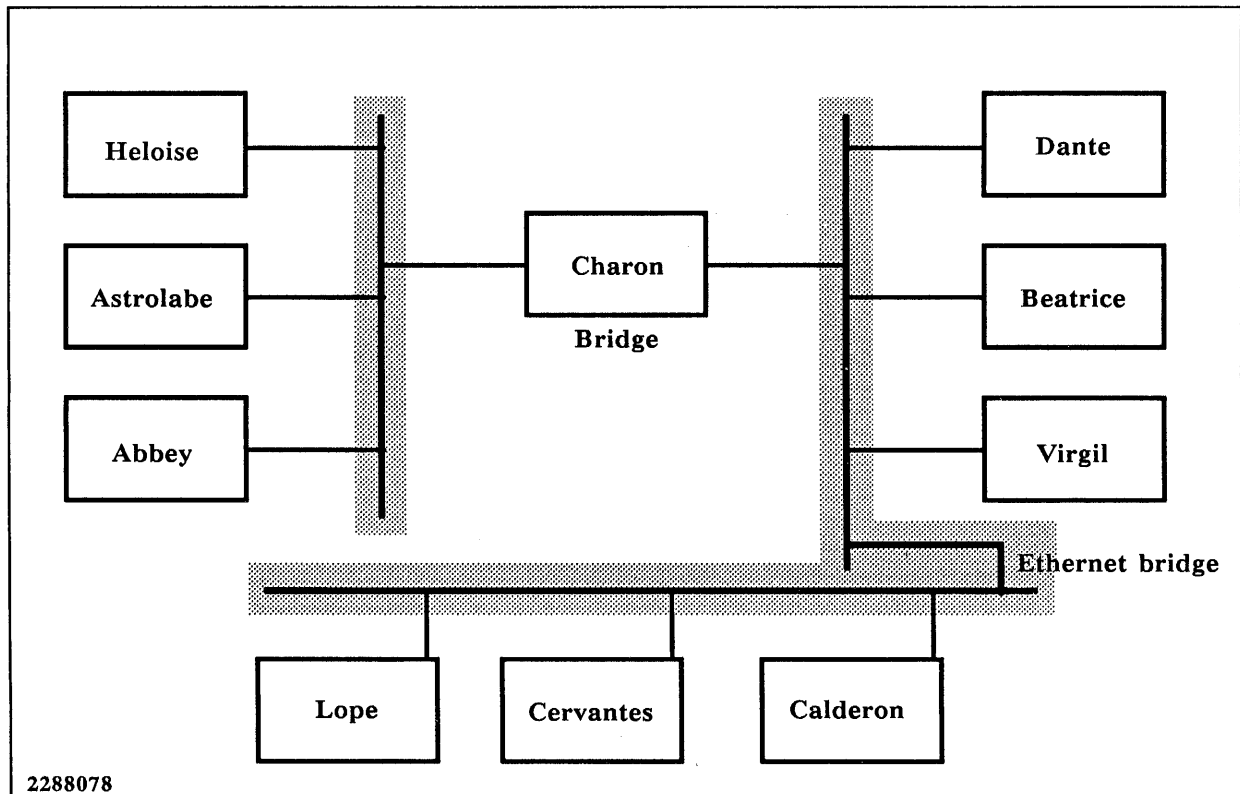 Heloise
Astrolabe
Abbey
Charon
Bridge
Dante
Beatrice
Virgil
Ethernet bridge
Lope
Cervantes
Calderon
2288078